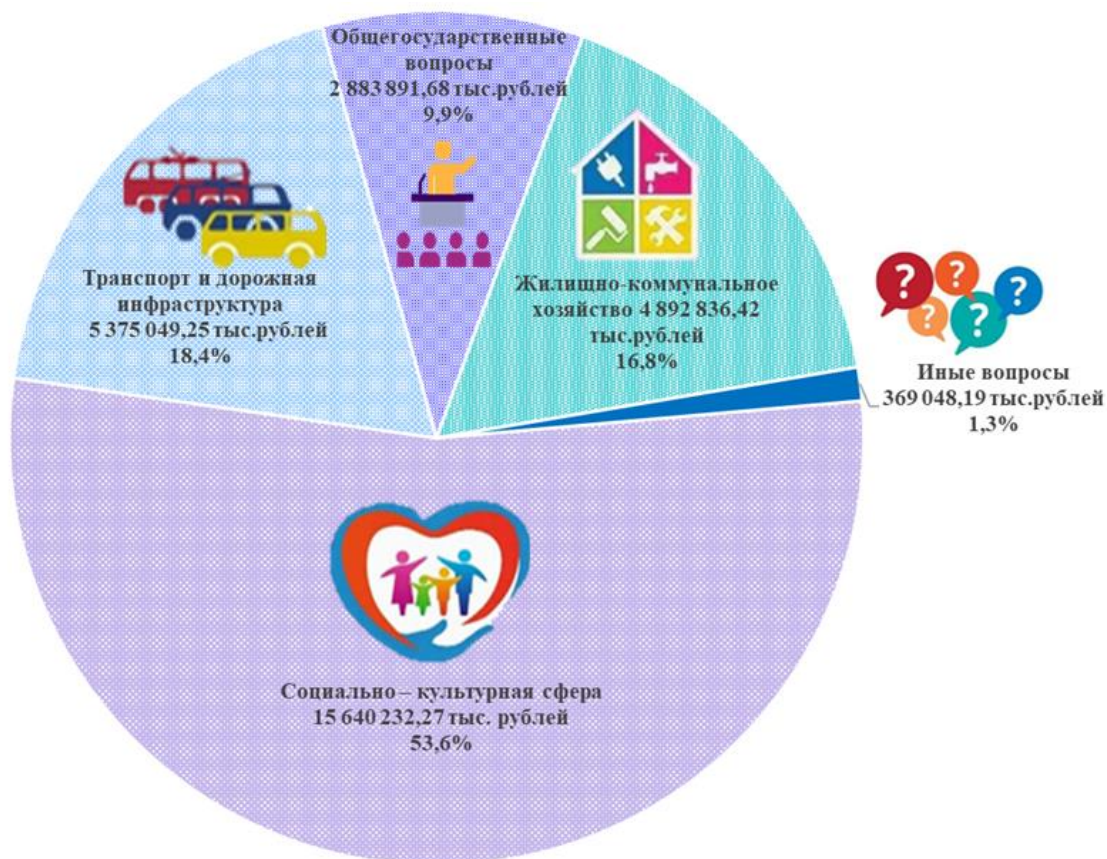 Общегосударственные
вопросы
2 883 891,68 тыс.рублей
9,9%
Транспорт и дорожная
инфраструктура
5 375 049,25 тыс.рублей
18,4%
Жилищно-коммунальное
хозяйство 4 892 836,42
тыс.рублей
16,8%
? ? ? ? ?
Иные вопросы
369 048,19 тыс.рублей
1,3%
Социально – культурная сфера
15 640 232,27 тыс. рублей
53,6%